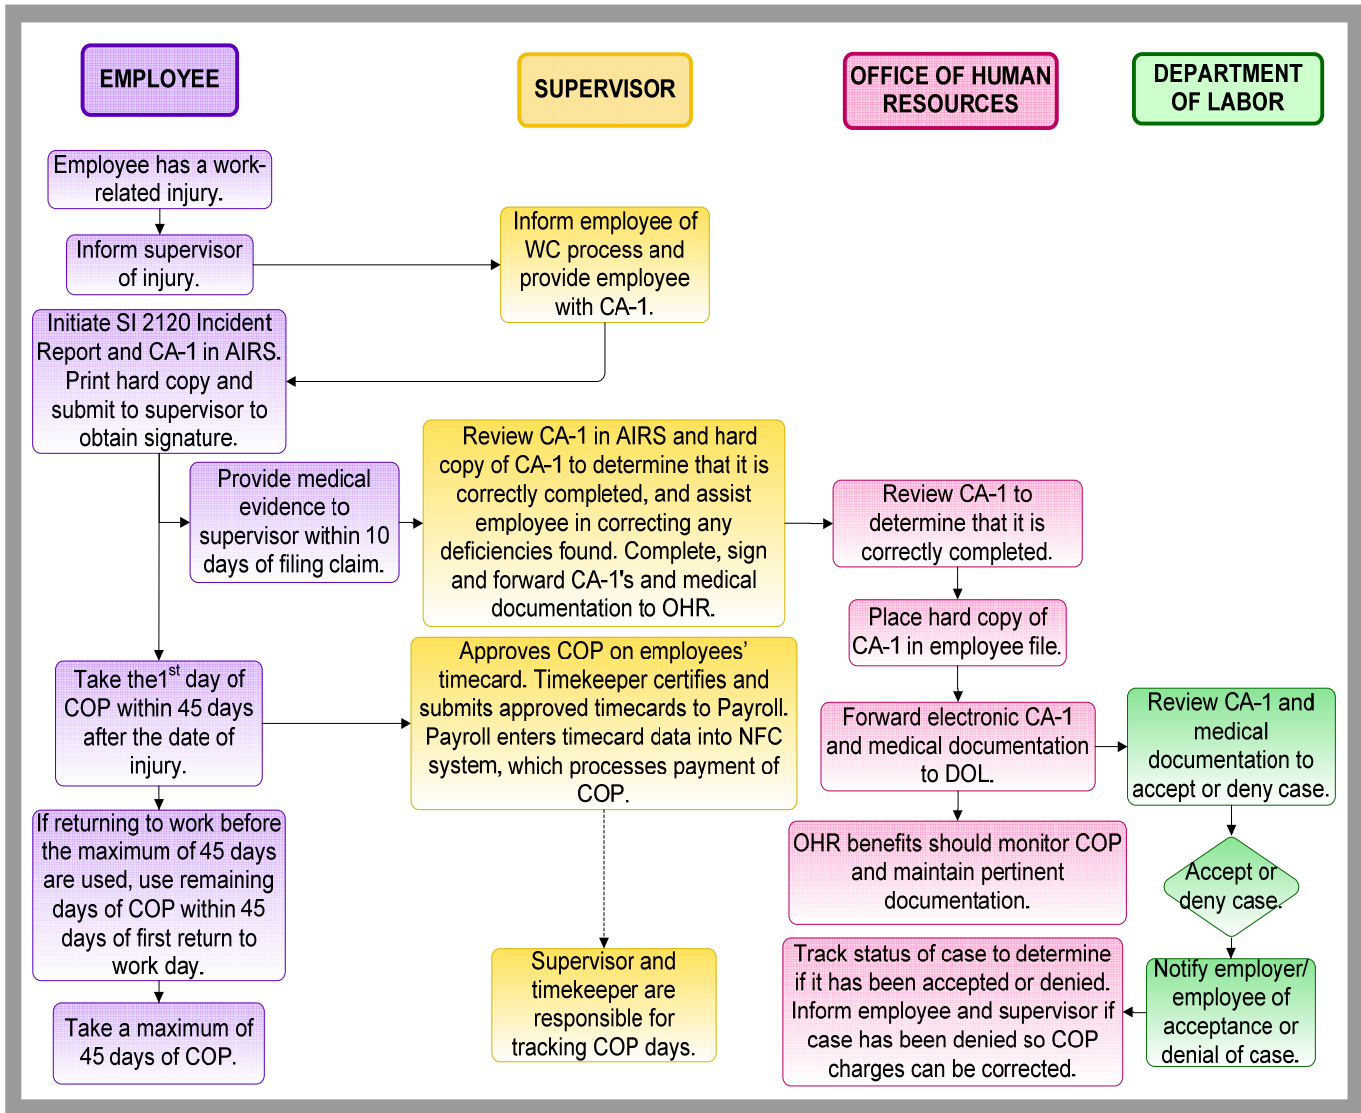 EMPLOYEE
SUPERVISOR
OFFICE OF HUMAN
RESOURCES
DEPARTMENT
OF LABOR
Employee has a work-
related injury.
Inform supervisor
of injury.
Inform employee of
WC process and
provide employee
with CA-1.
Initiate SI 2120 Incident
Report and CA-1 in AIRS.
Print hard copy and
submit to supervisor to
obtain signature.
Provide medical
evidence to
supervisor within 10
days of filing claim.
Review CA-1 in AIRS and hard
copy of CA-1 to determine that it is
correctly completed, and assist
employee in correcting any
deficiencies found. Complete, sign
and forward CA-1's and medical
documentation to OHR.
Review CA-1 to
determine that it is
correctly completed.
Place hard copy of
CA-1 in employee file.
Take the1st day of
COP within 45 days
after the date of
injury.
Approves COP on employees’
timecard. Timekeeper certifies and
submits approved timecards to Payroll.
Payroll enters timecard data into NFC
system, which processes payment of
COP.
Forward electronic CA-1
and medical documentation
to DOL.
Review CA-1 and
medical
documentation to
accept or deny case.
If returning to work before
the maximum of 45 days
are used, use remaining
days of COP within 45
days of first return to
work day.
OHR benefits should monitor COP
and maintain pertinent
documentation.
Accept or
deny case.
Take a maximum of
45 days of COP.
Supervisor and
timekeeper are
responsible for
tracking COP days.
Track status of case to determine
if it has been accepted or denied.
Inform employee and supervisor if
case has been denied so COP
charges can be corrected.
Notify employer/
employee of
acceptance or
denial of case.